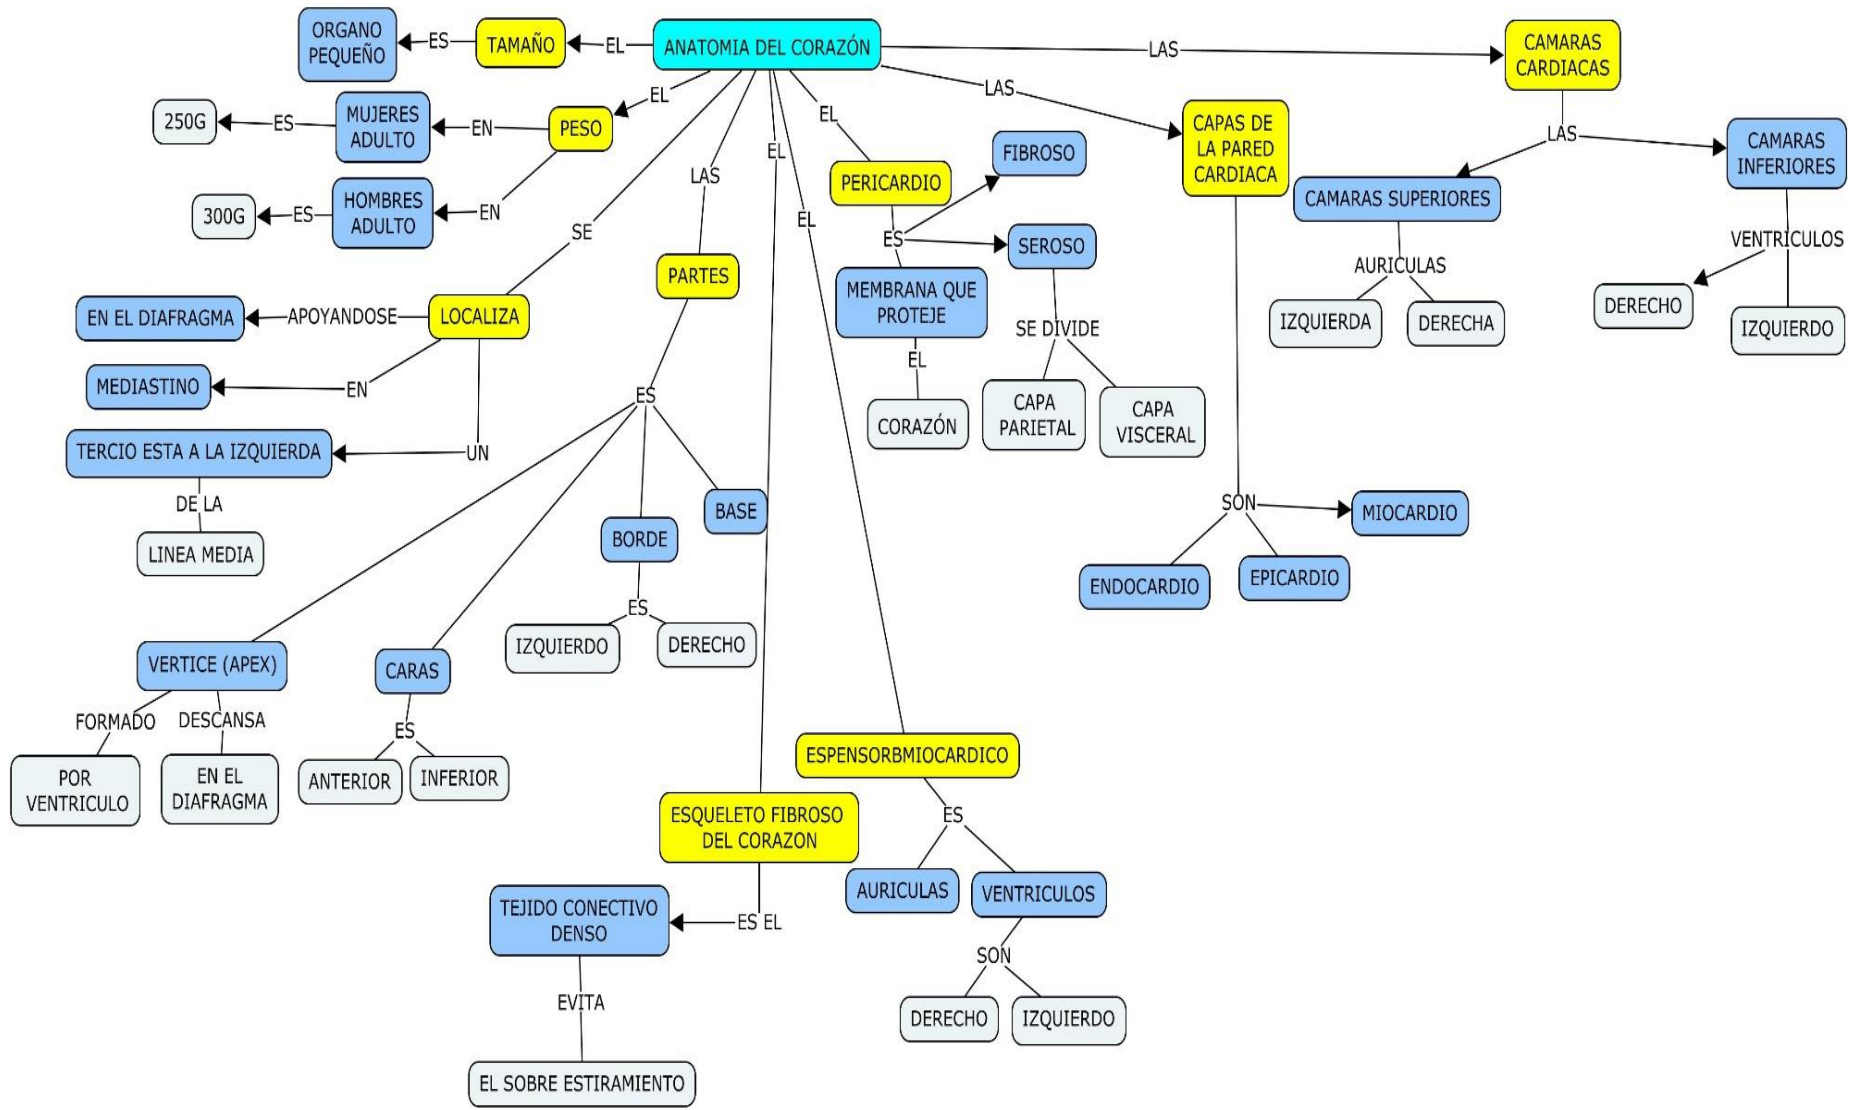 ANATOMIA DEL CORAZÓN
EL
TAMAÑO
ES
ORGANO
PEQUEÑO
EL
PESO
EN
MUJERES
ADULTO
ES
250G
EN
HOMBRES
ADULTO
ES
300G
SE
LOCALIZA
APOYANDOSE
EN EL DIAFRAGMA
EN
MEDIASTINO
UN
TERCIO ESTA A LA IZQUIERDA
DE LA
LINEA MEDIA
LAS
PARTES
ES
VERTICE (APEX)
FORMADO
POR
VENTRICULO
DESCANSA
EN EL
DIAFRAGMA
CARAS
ES
ANTERIOR
INFERIOR
BORDE
ES
IZQUIERDO
DERECHO
BASE
EL
ESQUELETO FIBROSO
DEL CORAZON
ES EL
TEJIDO CONECTIVO
DENSO
EVITA
EL SOBRE ESTIRAMIENTO
EL
ESPENSORBMIOCARDICO
ES
AURICULAS
VENTRICULOS
SON
DERECHO
IZQUIERDO
EL
PERICARDIO
ES
FIBROSO
SEROSO
SE DIVIDE
CAPA
PARIETAL
CAPA
VISCERAL
MEMBRANA QUE
PROTEJE
EL
CORAZÓN
LAS
CAPAS DE
LA PARED
CARDIACA
SON
ENDOCARDIO
EPICARDIO
MIOCARDIO
LAS
CAMARAS
CARDIACAS
LAS
CAMARAS SUPERIORES
AURICULAS
IZQUIERDA
DERECHA
CAMARAS
INFERIORES
VENTRICULOS
DERECHO
IZQUIERDO